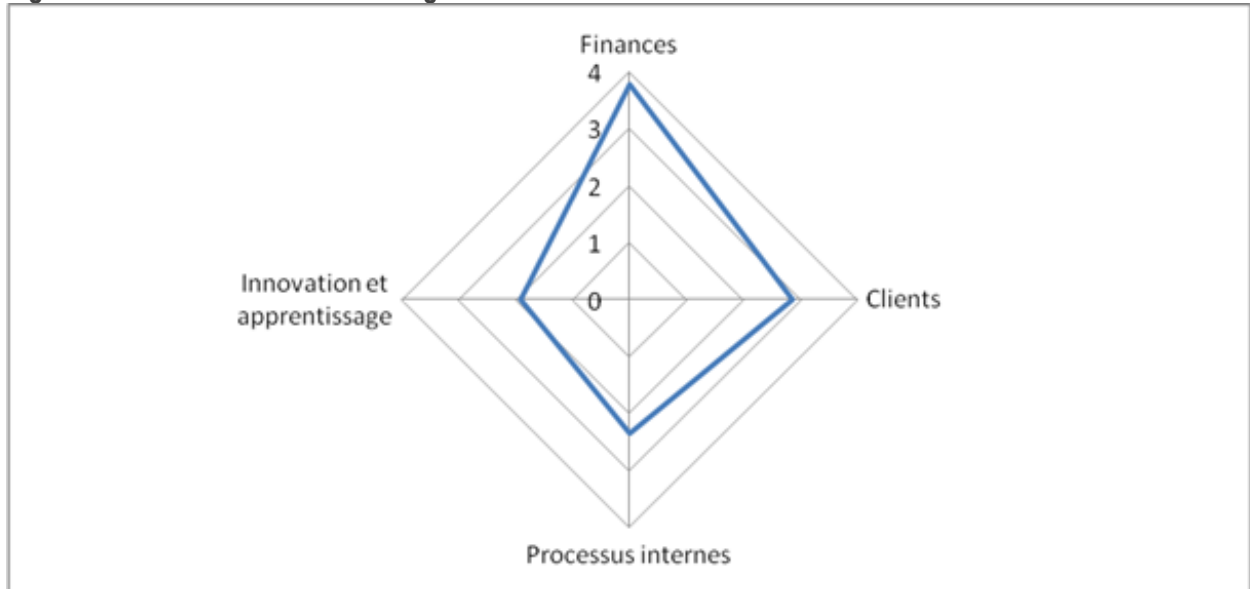 Finances
4
3
2
1
0
Innovation et
apprentissage
Clients
Processus internes